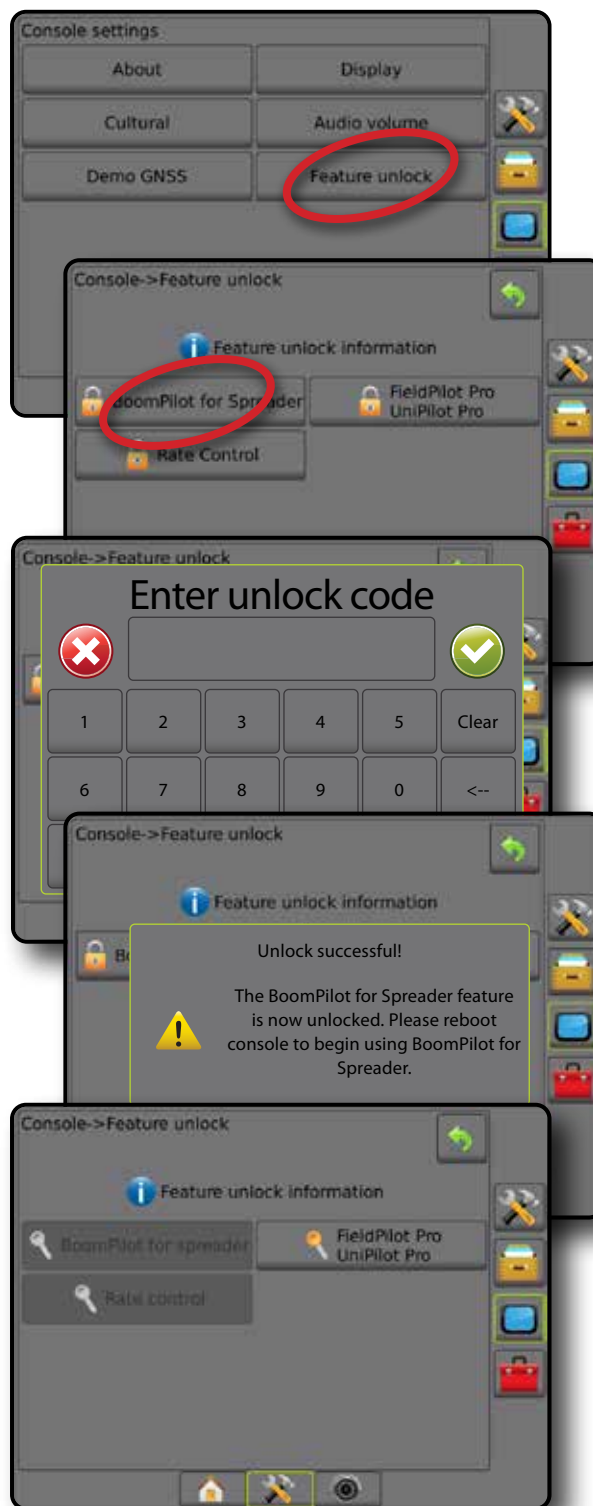 Console settings
About
Display
Cultural
Audio volume
Demo GNSS
Feature unlock
Console->Feature unlock
Feature unlock information
BoomPilot for Spreader
FieldPilot Pro
UniPilot Pro
Rate Control
Console->Feature unlock
Enter unlock code
1
2
3
4
5
Clear
6
7
8
9
0
<--
Console->Feature unlock
Feature unlock information
Unlock successful!
The BoomPilot for Spreader feature
is now unlocked. Please reboot
console to begin using BoomPilot for
Spreader.
Console->Feature unlock
Feature unlock information
BoomPilot for spreader
FieldPilot Pro
UniPilot Pro
Rate control